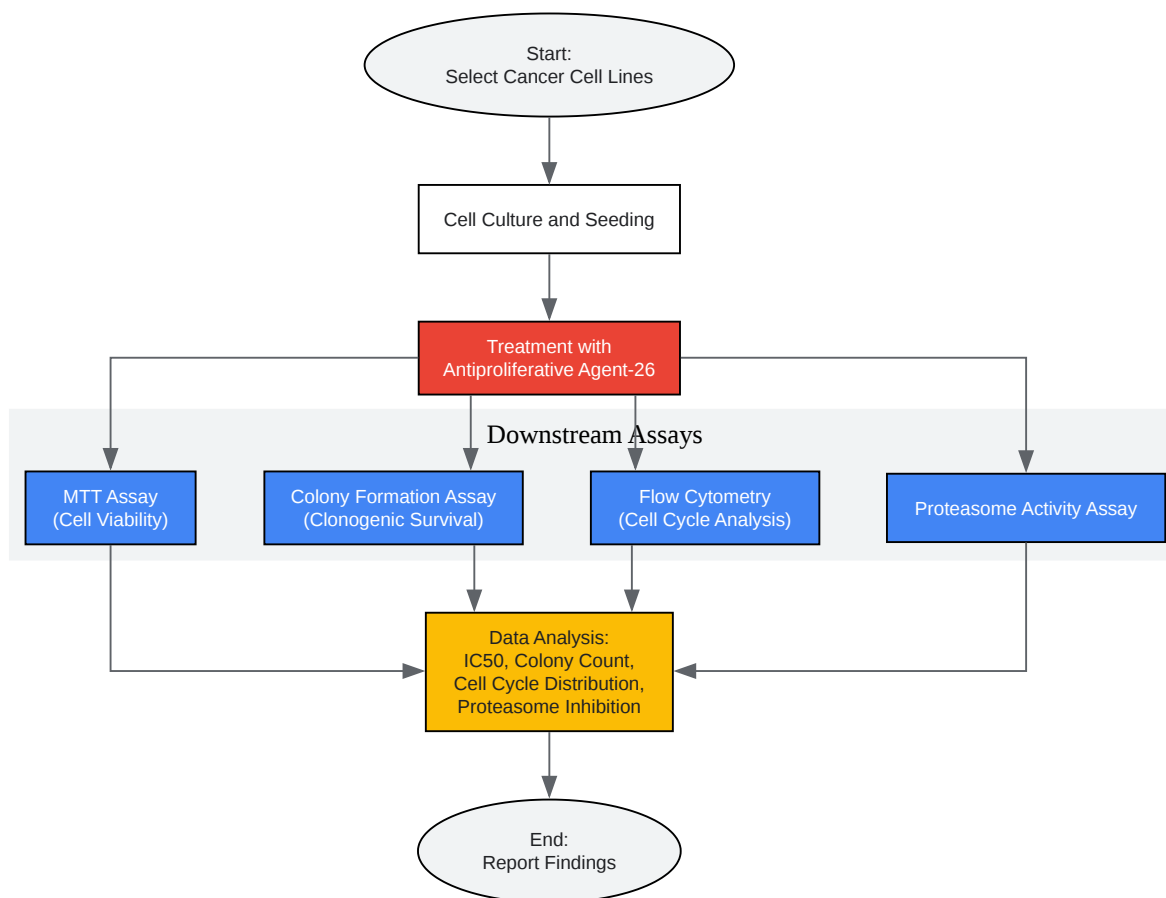 Start:
Select Cancer Cell Lines
Cell Culture and Seeding
Treatment with
Antiproliferative Agent-26
Downstream Assays
MTT Assay
(Cell Viability)
Colony Formation Assay
(Clonogenic Survival)
Flow Cytometry
(Cell Cycle Analysis)
Proteasome Activity Assay
Data Analysis:
IC50, Colony Count,
Cell Cycle Distribution,
Proteasome Inhibition
End:
Report Findings